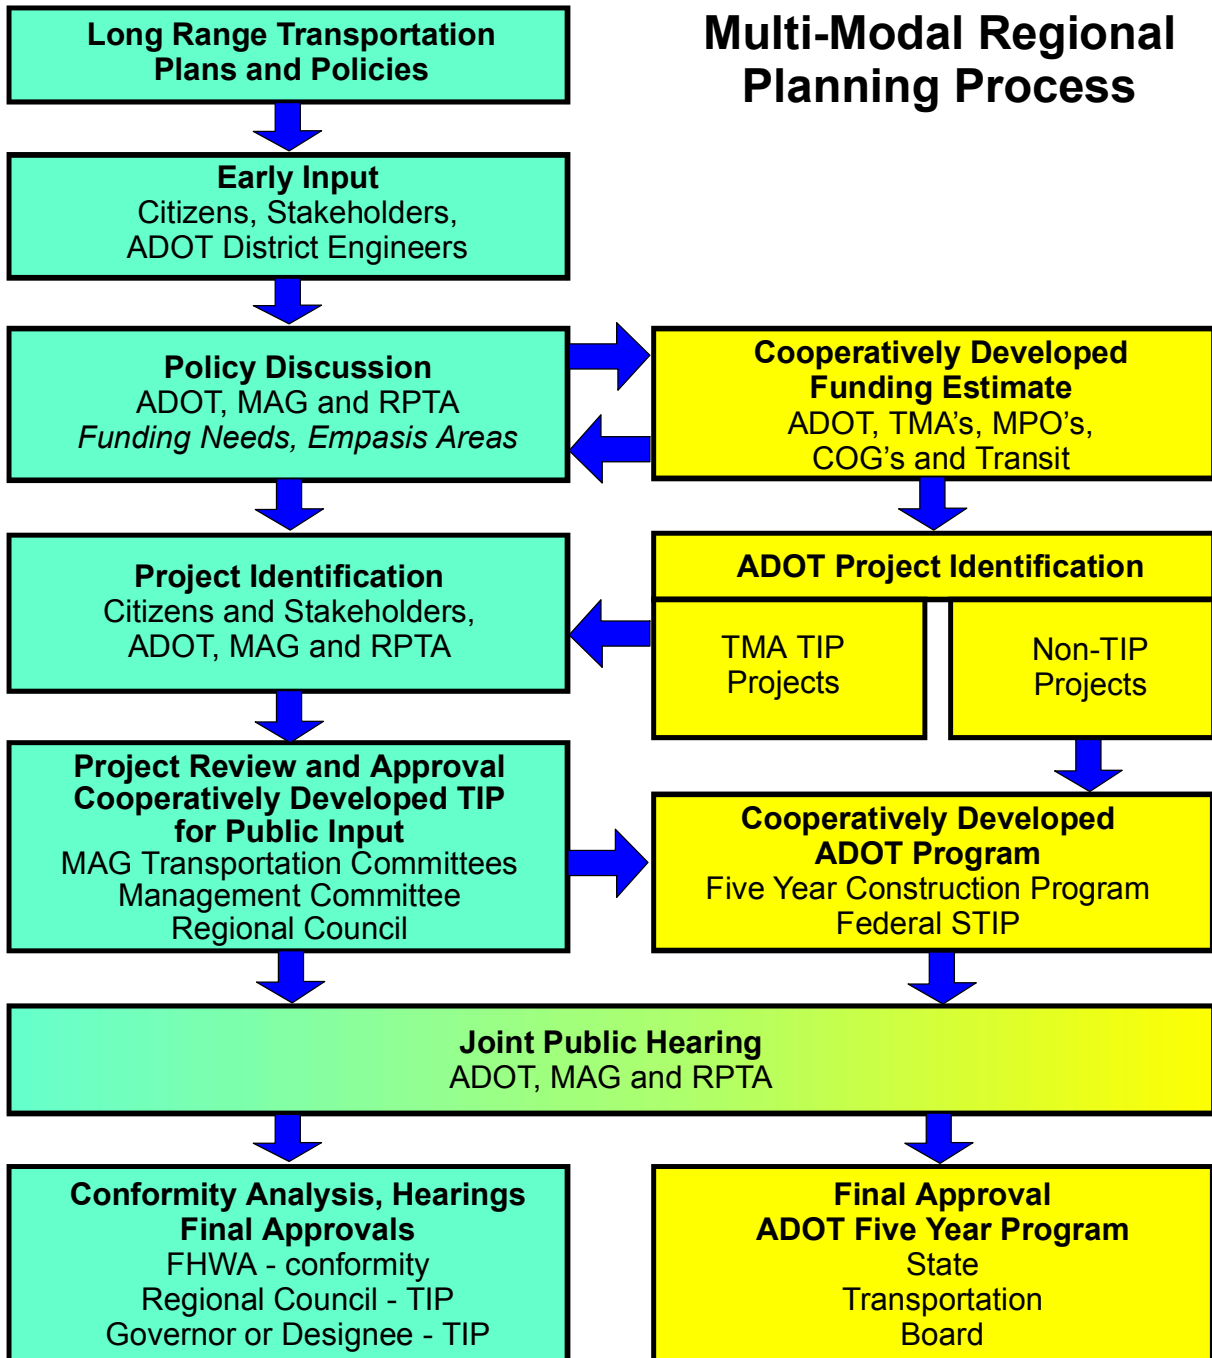 Multi-Modal Regional
Planning Process
Long Range Transportation
Plans and Policies
Early Input
Citizens, Stakeholders,
ADOT District Engineers
Policy Discussion
ADOT, MAG and RPTA
Funding Needs, Empasis Areas
Cooperatively Developed
Funding Estimate
ADOT, TMA's, MPO's,
COG's and Transit
Project Identification
Citizens and Stakeholders,
ADOT, MAG and RPTA
ADOT Project Identification
TMA TIP
Projects
Non-TIP
Projects
Project Review and Approval
Cooperatively Developed TIP
for Public Input
MAG Transportation Committees
Management Committee
Regional Council
Cooperatively Developed
ADOT Program
Five Year Construction Program
Federal STIP
Joint Public Hearing
ADOT, MAG and RPTA
Conformity Analysis, Hearings
Final Approvals
FHWA - conformity
Regional Council - TIP
Governor or Designee - TIP
Final Approval
ADOT Five Year Program
State
Transportation
Board